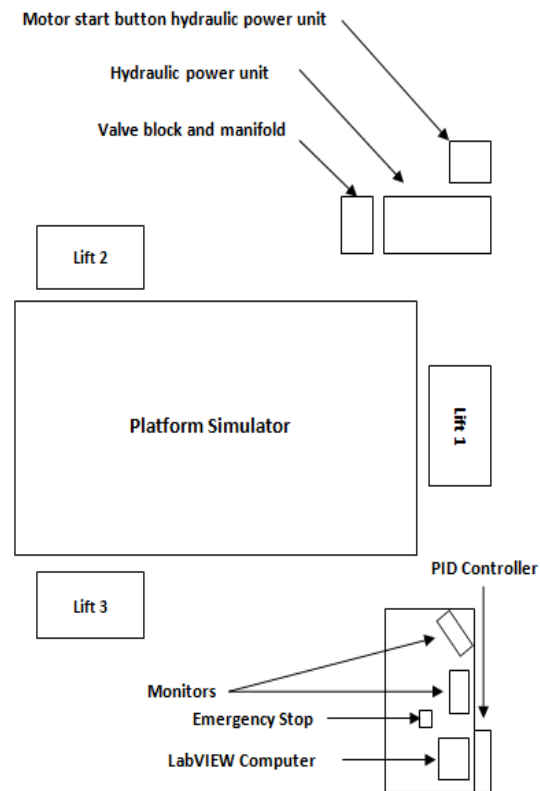 Motor start button hydraulic power unit
Hydraulic power unit
Valve block and manifold
Lift 2
Platform Simulator
Lift 1
Lift 3
PID Controller
Monitors
Emergency Stop
LabVIEW Computer